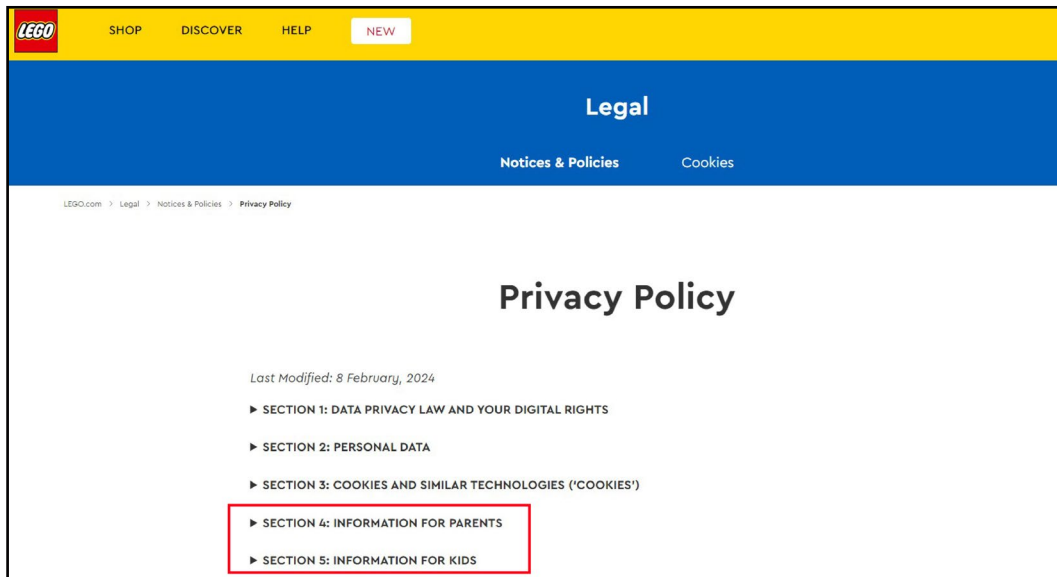 LEGO
SHOP DISCOVER HELP NEW
Legal
Notices & Policies Cookies
LEGO.com > Legal > Notices & Policies > Privacy Policy
Privacy Policy
Last Modified: 8 February, 2024
▶ SECTION 1: DATA PRIVACY LAW AND YOUR DIGITAL RIGHTS
▶ SECTION 2: PERSONAL DATA
▶ SECTION 3: COOKIES AND SIMILAR TECHNOLOGIES ('COOKIES')
▶ SECTION 4: INFORMATION FOR PARENTS
▶ SECTION 5: INFORMATION FOR KIDS